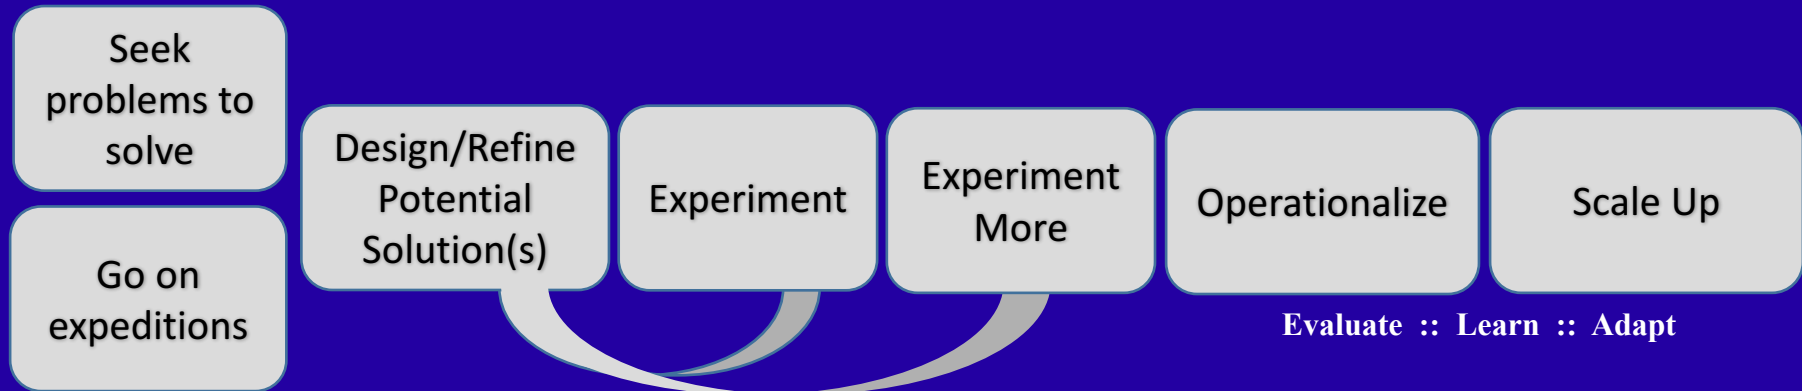 Seek
problems to
solve
Go on
expeditions
Design/Refine
Potential
Solution(s)
Experiment
Experiment
More
Operationalize
Scale Up
Evaluate :: Learn :: Adapt